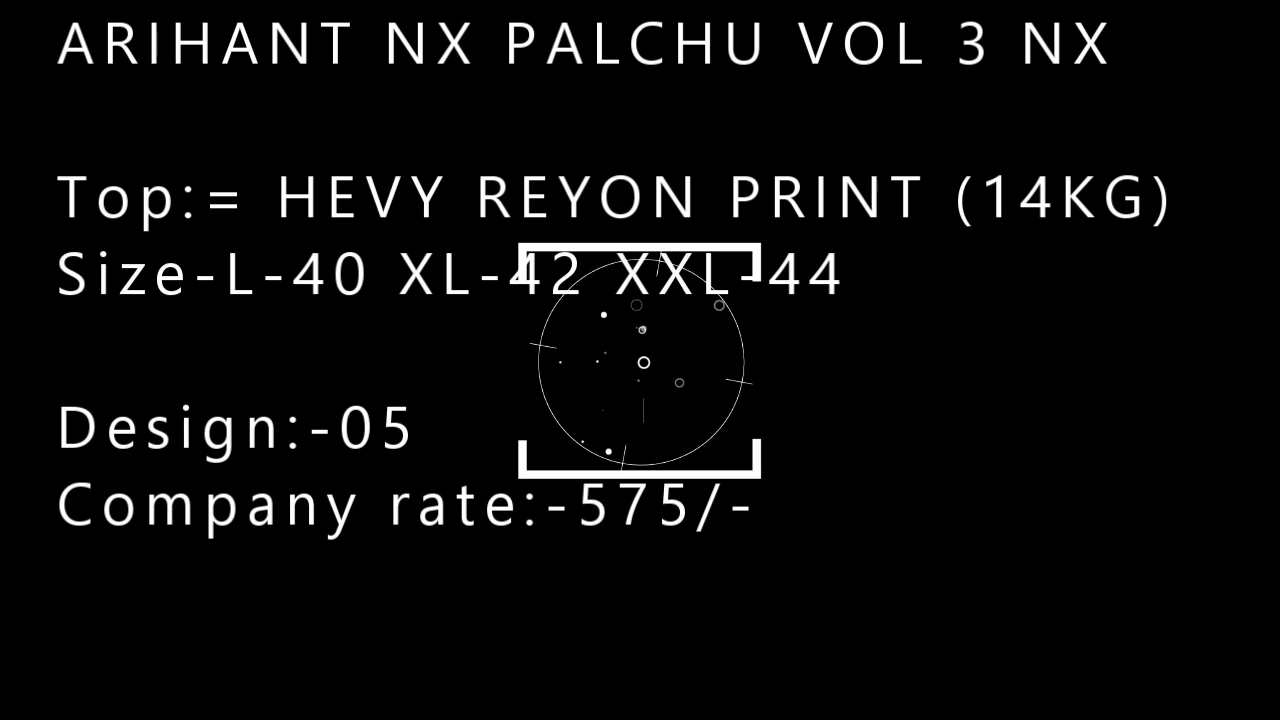 ARIHANT NX PALCHU VOL 3 NX
Top:= HEVY REYON PRINT (14KG)
Size-L-40 XL-42 XXL-44
Design:-05
Company rate:-575/-